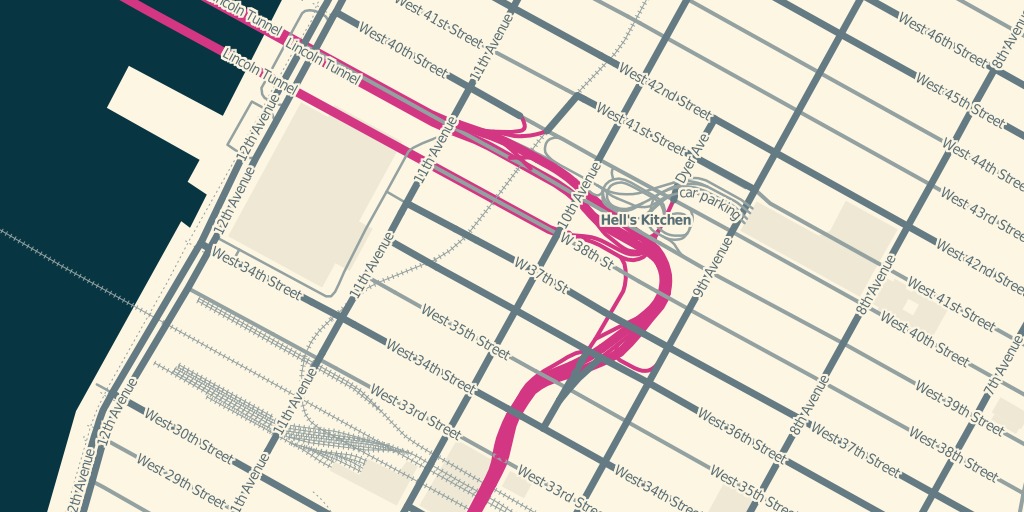 Lincoln Tunnel
West 41st Street
11th Avenue
West 46th Street
8th Avenue
West 40th Street
Lincoln Tunnel
Lincoln Tunnel
West 42nd Street
West 45th Street
12th Avenue
West 41st Street
Dyer Ave
11th Avenue
West 44th Street
12th Avenue
10th Avenue
Car parking
Hell's Kitchen
West 43rd Street
W 38th St
11th Avenue
West 34th Street
W 37th St
9th Avenue
8th Avenue
West 42nd Street
West 41st Street
West 35th Street
West 40th Street
West 34th Street
7th Avenue
12th Avenue
11th Avenue
West 33rd Street
8th Avenue
West 39th Street
West 30th Street
West 36th Street
West 37th Street
West 38th Street
West 29th Street
12th Avenue
11th Avenue
West 33rd Street
West 34th Street
West 35th Street